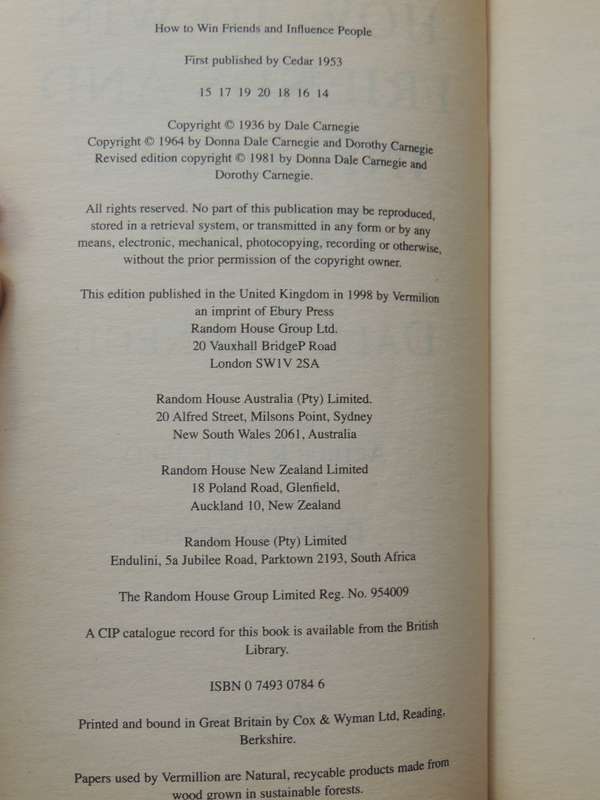 How to Win Friends and Influence People
First published by Cedar 1953
15 17 19 20 18 16 14
Copyright © 1936 by Dale Carnegie
Copyright © 1964 by Donna Dale Carnegie and Dorothy Carnegie
Revised edition copyright © 1981 by Donna Dale Carnegie and
Dorothy Carnegie.
All rights reserved. No part of this publication may be reproduced,
stored in a retrieval system, or transmitted in any form or by any
means, electronic, mechanical, photocopying, recording or otherwise,
without the prior permission of the copyright owner.
This edition published in the United Kingdom in 1998 by Vermilion
an imprint of Ebury Press
Random House Group Ltd.
20 Vauxhall BridgeP Road
London SW1V 2SA
Random House Australia (Pty) Limited.
20 Alfred Street, Milsons Point, Sydney
New South Wales 2061, Australia
Random House New Zealand Limited
18 Poland Road, Glenfield,
Auckland 10, New Zealand
Random House (Pty) Limited
Endulini, 5a Jubilee Road, Parktown 2193, South Africa
The Random House Group Limited Reg. No. 954009
A CIP catalogue record for this book is available from the British
Library.
ISBN 0 7493 0784 6
Printed and bound in Great Britain by Cox & Wyman Ltd, Reading,
Berkshire.
Papers used by Vermillion are Natural, recycable products made from
wood grown in sustainable forests.